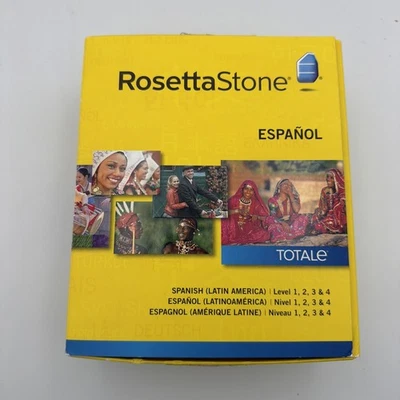 RosettaStone®
ESPAÑOL
TOTALe
SPANISH (LATIN AMERICA) | Level 1, 2, 3 & 4
ESPAÑOL (LATINOAMÉRICA) | Nivel 1, 2, 3 & 4
ESPAGNOL (AMÉRIQUE LATINE) | Niveau 1, 2, 3 & 4